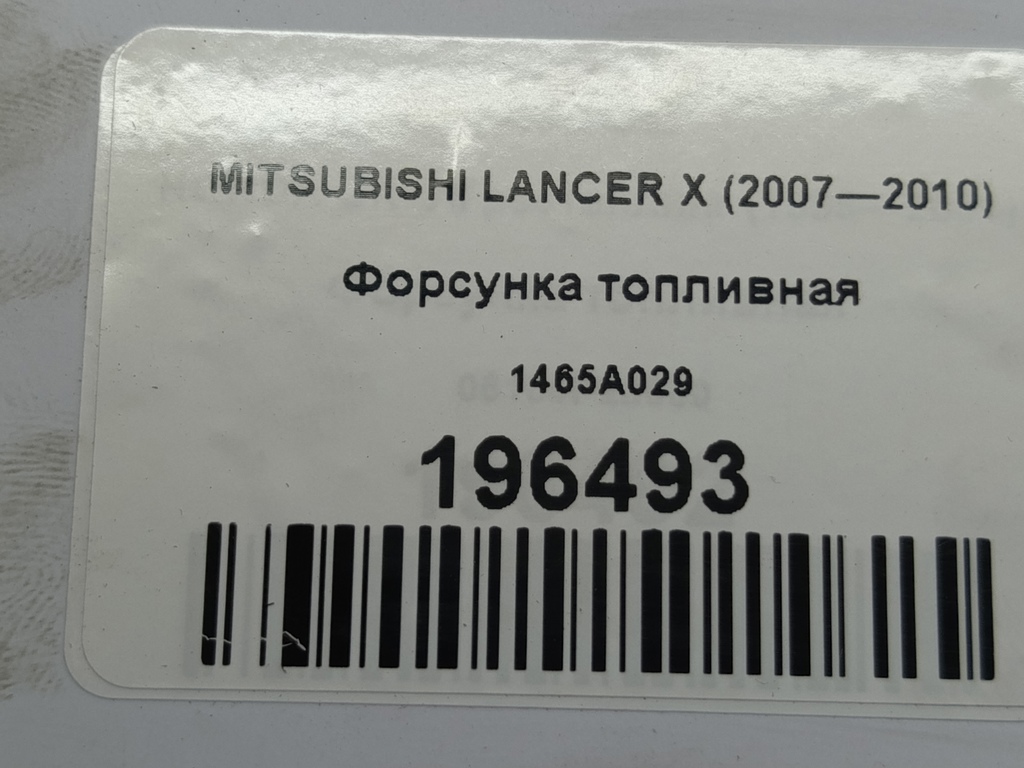 MITSUBISHI LANCER X (2007—2010)
Форсунка топливная
1465A029
196493